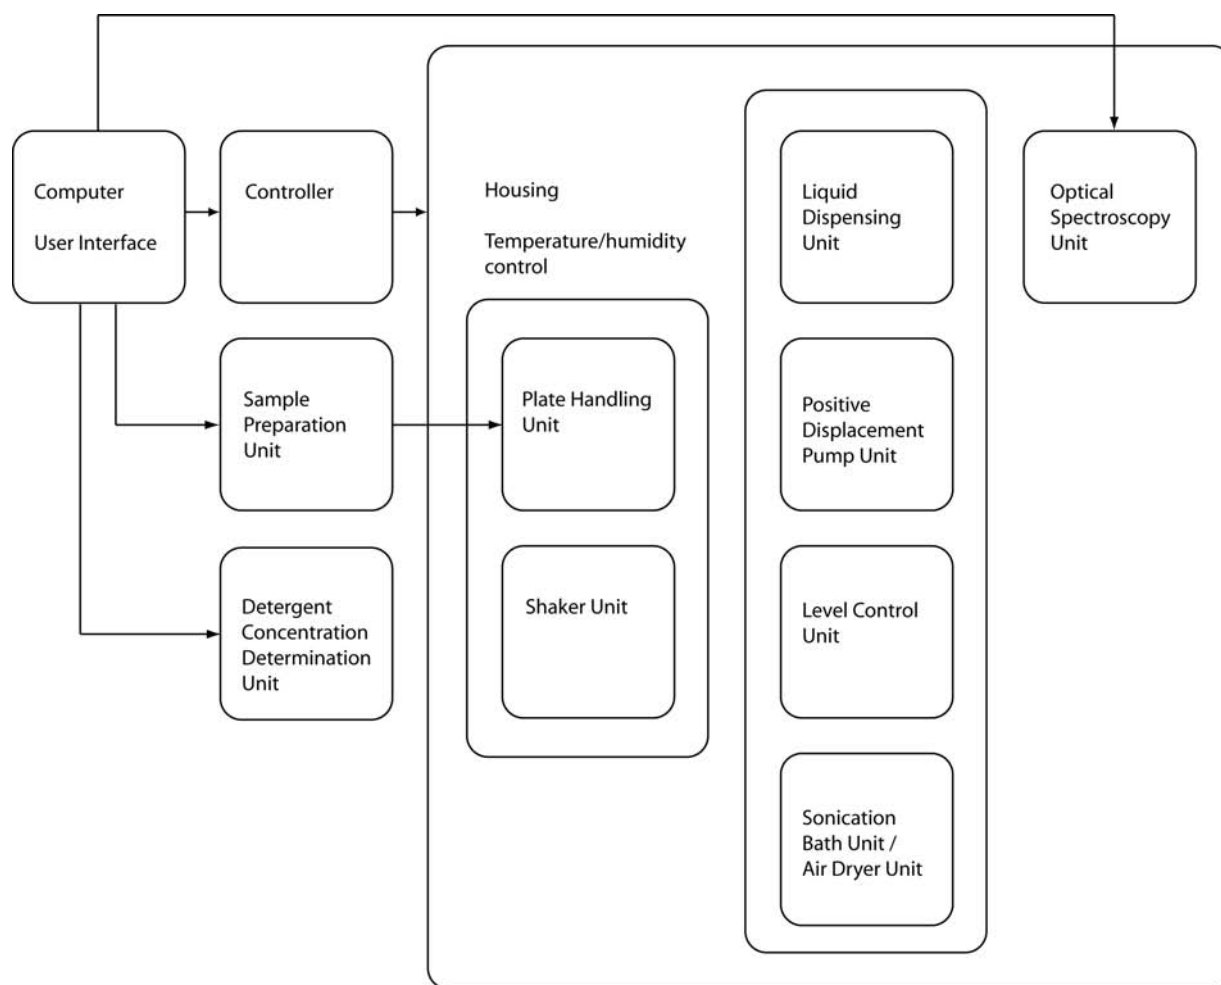 Computer
User Interface
Controller
Housing
Temperature/humidity
control
Liquid
Dispensing
Unit
Optical
Spectroscopy
Unit
Sample
Preparation
Unit
Plate Handling
Unit
Positive
Displacement
Pump Unit
Detergent
Concentration
Determination
Unit
Shaker Unit
Level Control
Unit
Sonication
Bath Unit /
Air Dryer Unit